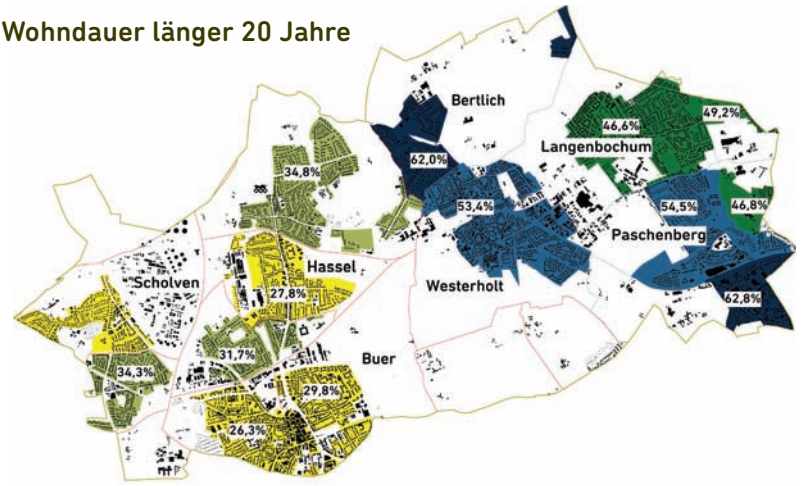 Wohndauer länger 20 Jahre
Bertlich
49,2%
46,6%
Langenbochum
62,0%
34,8%
53,4%
54,5%
46,8%
Paschenberg
Hassel
Scholven
Westerholt
27,8%
62,8%
31,7%
Buer
34,3%
29,8%
26,3%